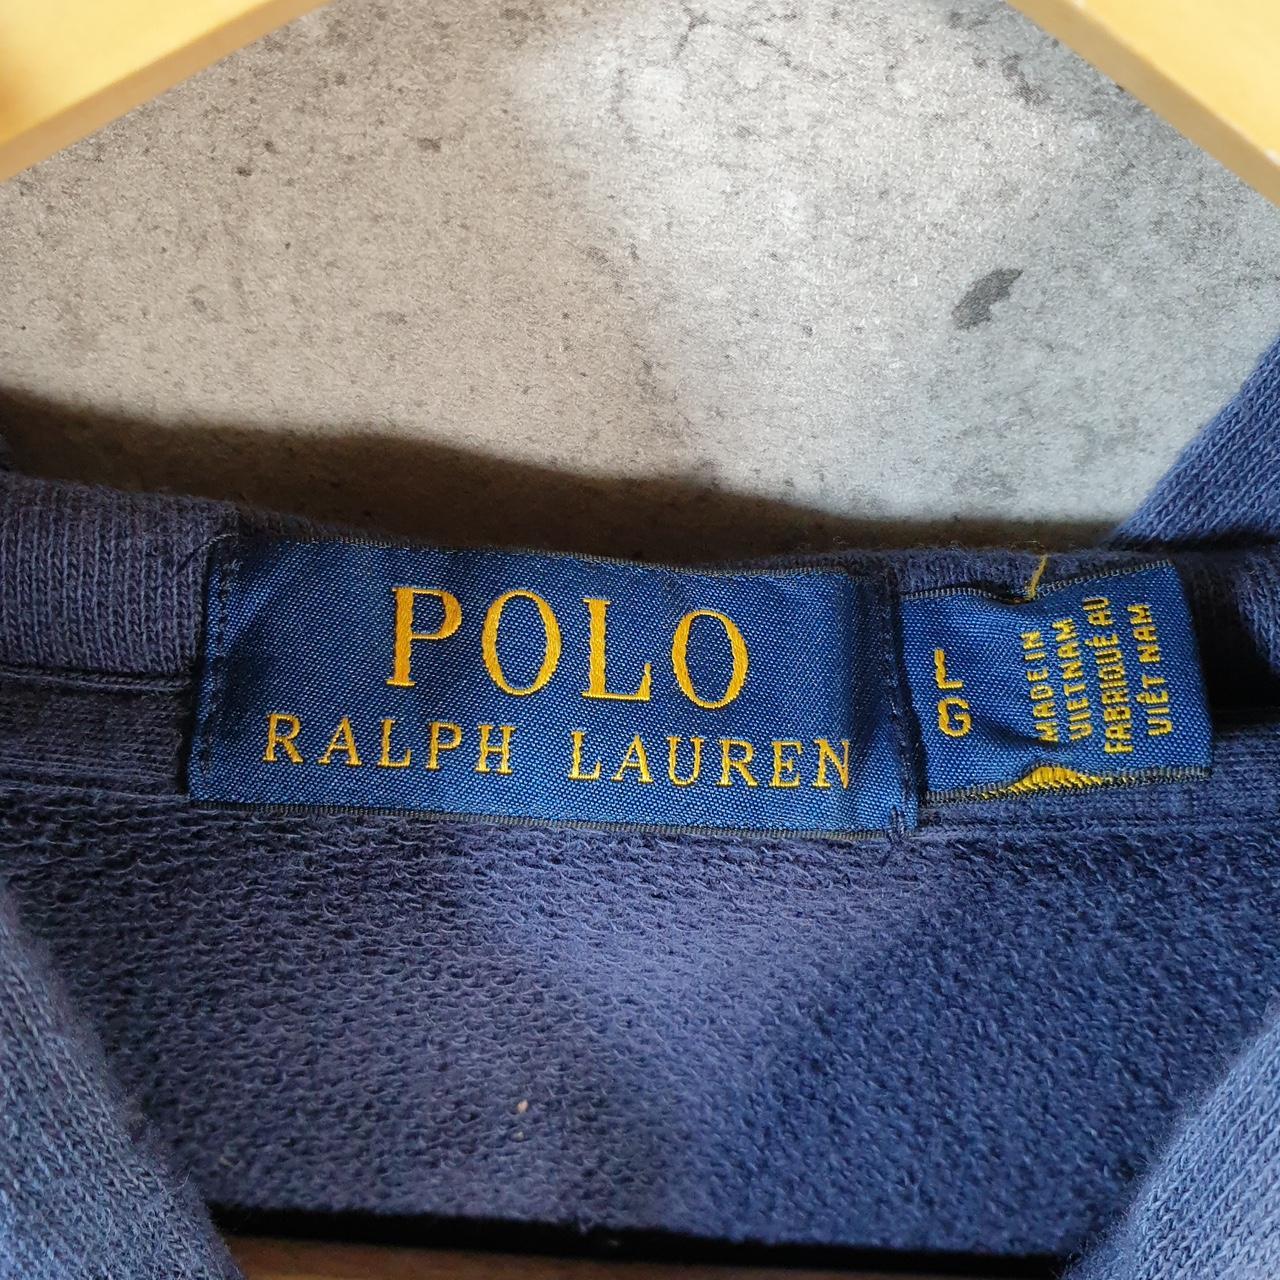 POLO
RALPH LAUREN
L
G
MADE IN
VIETNAM
FABRIQUÉ AU
VIÊT NAM